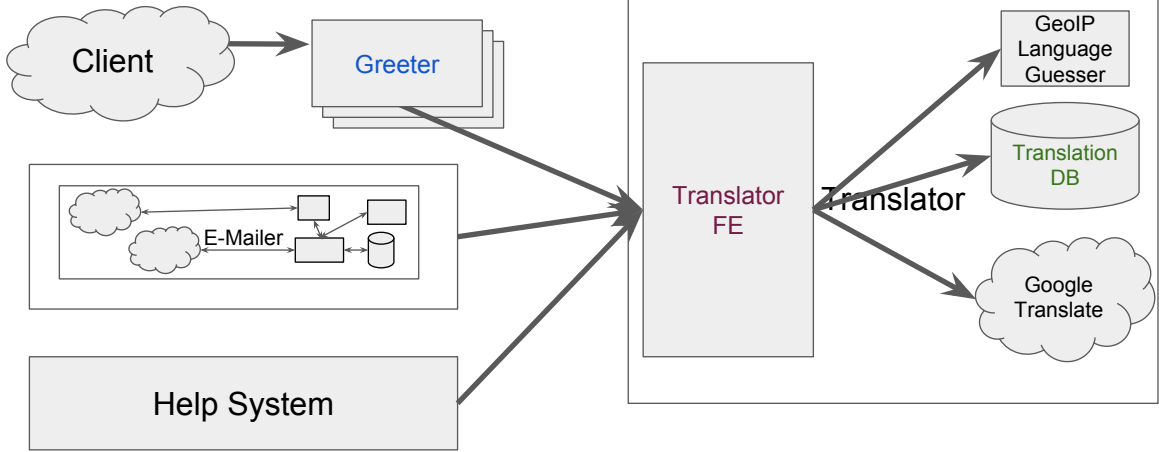 Client
Greeter
E-Mailer
Help System
Translator
FE
Translator
GeoIP
Language
Guesser
Translation
DB
Google
Translate